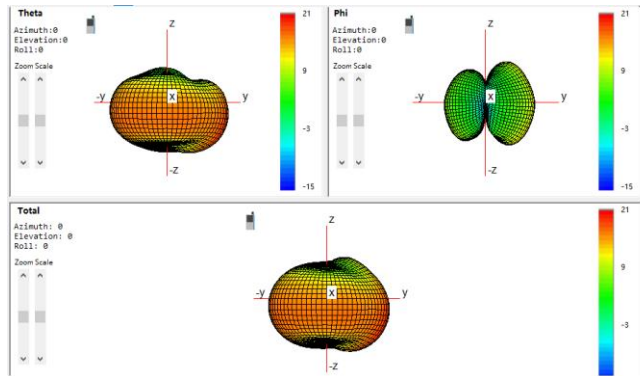 Theta
Azimuth:0
Elevation:0
Roll:0
Zoom Scale
z
-y
x
y
-z
21
9
-3
-15
Phi
Azimuth:0
Elevation:0
Roll:0
Zoom Scale
z
-y
x
y
-z
21
9
-3
-15
Total
Azimuth: 0
Elevation: 0
Roll: 0
Zoom Scale
z
-y
x
y
-z
21
9
-3